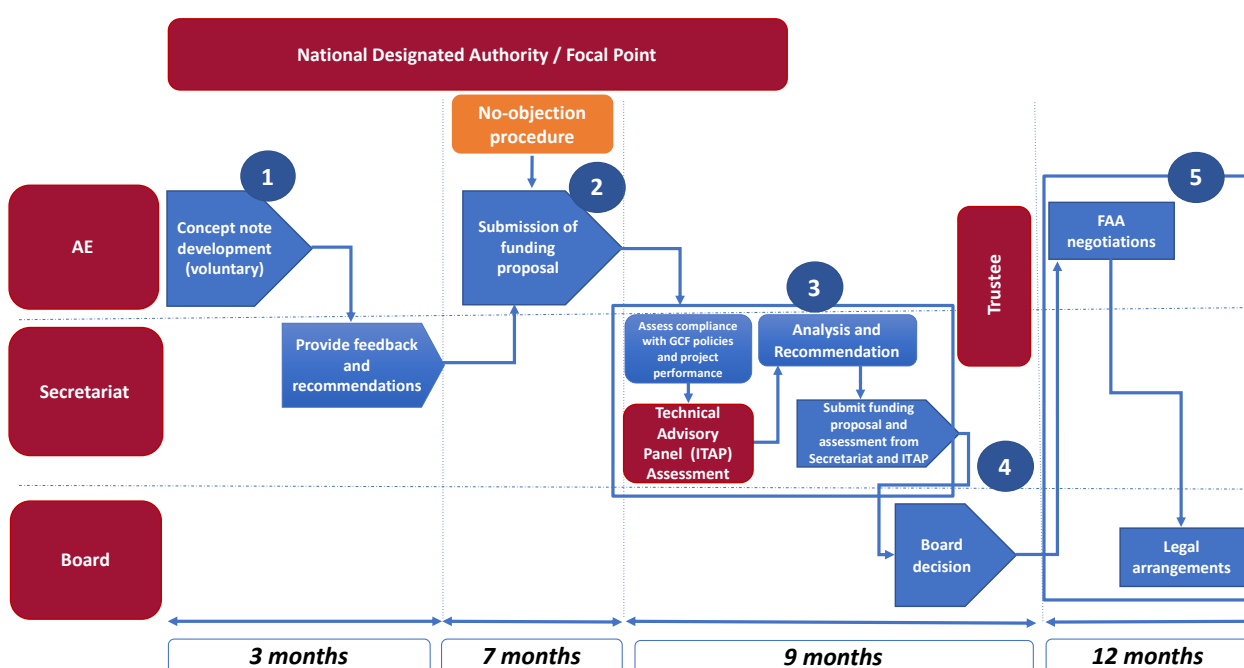 National Designated Authority / Focal Point
No-objection
procedure
1
2
5
AE
Concept note
development
(voluntary)
Submission of
funding
proposal
FAA
negotiations
Trustee
3
Secretariat
Provide feedback
and
recommendations
Assess compliance
with GCF policies
and project
performance
Analysis and
Recommendation
Technical
Advisory
Panel (ITAP)
Assessment
Submit funding
proposal and
assessment from
Secretariat and ITAP
4
Board
Board
decision
Legal
arrangements
3 months
7 months
9 months
12 months